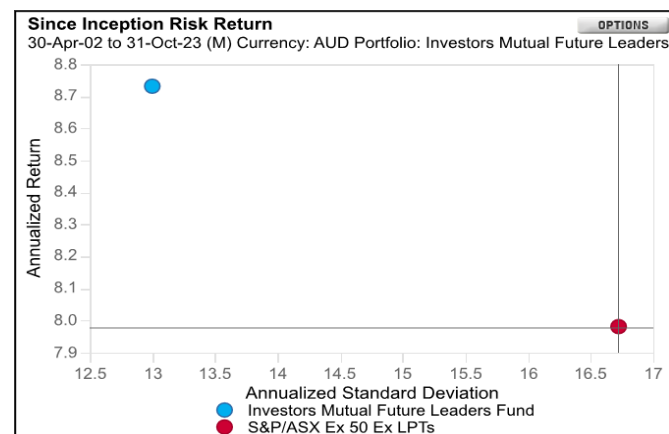 Since Inception Risk Return
OPTIONS
30-Apr-02 to 31-Oct-23 (M) Currency: AUD Portfolio: Investors Mutual Future Leaders
8.8
8.7
8.6
8.5
8.4
8.3
8.2
8.1
8.0
7.9
Annualized Return
12.5 13 13.5 14 14.5 15 15.5 16 16.5 17
Annualized Standard Deviation
Investors Mutual Future Leaders Fund
S&P/ASX Ex 50 Ex LPTs